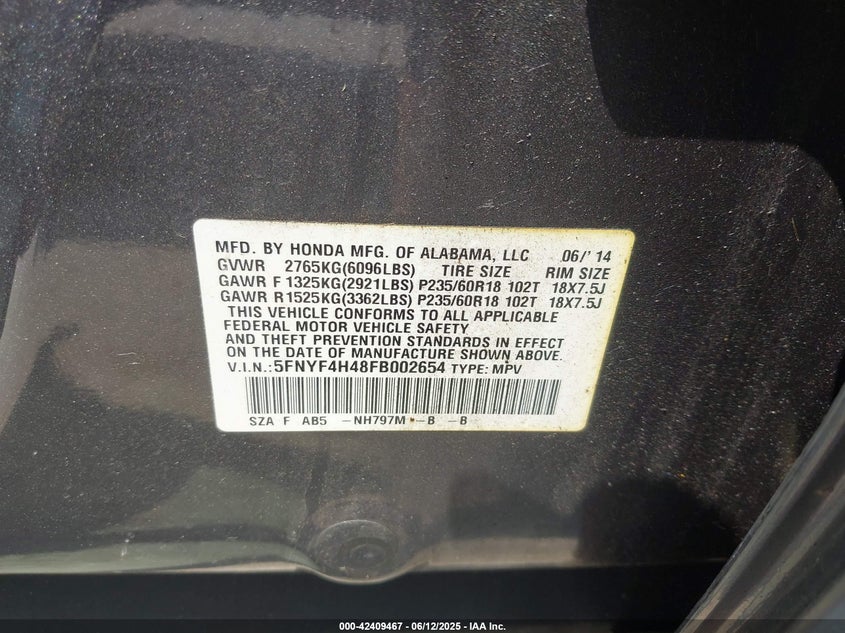 MFD. BY HONDA MFG. OF ALABAMA, LLC 06/'14
GVWR 2765KG(6096LBS) TIRE SIZE RIM SIZE
GAWR F 1325KG(2921LBS) P235/60R18 102T 18X7.5J
GAWR R1525KG(3362LBS) P235/60R18 102T 18X7.5J
THIS VEHICLE CONFORMS TO ALL APPLICABLE
FEDERAL MOTOR VEHICLE SAFETY
AND THEFT PREVENTION STANDARDS IN EFFECT
ON THE DATE OF MANUFACTURE SHOWN ABOVE.
V.I.N.:5FNYF4H48FB002654 TYPE: MPV
SZA F AB5 -NH797M -B -B
000-42409467 - 06/12/2025 - IAA Inc.